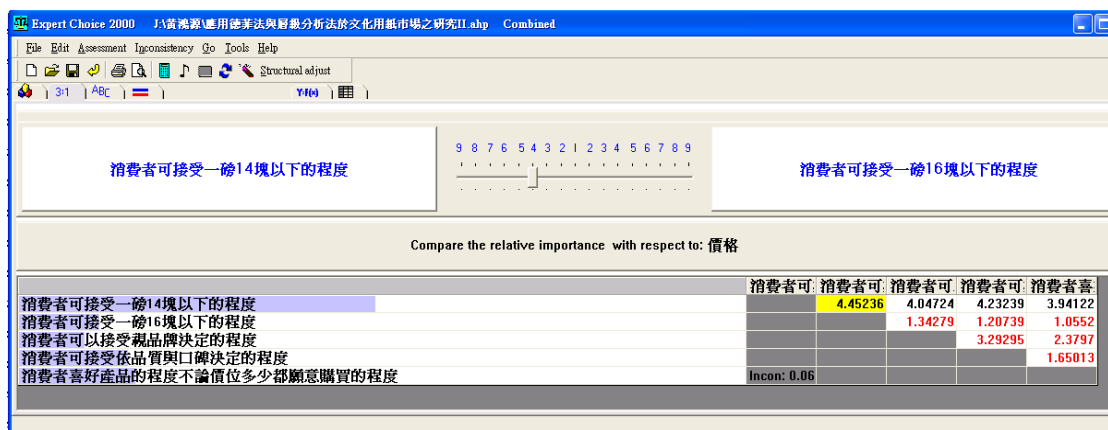 Expert Choice 2000 J:\黃鴻源\應用德菲法與層級分析法於文化用紙市場之研究II.ahp Combined
File Edit Assessment Inconsistency Go Tools Help
Structural adjust
3:1 ABC Y=F(x)
9 8 7 6 5 4 3 2 1 2 3 4 5 6 7 8 9
消費者可接受一磅14塊以下的程度
消費者可接受一磅16塊以下的程度
Compare the relative importance with respect to: 價格
消費者可 消費者可 消費者可 消費者可 消費者喜
消費者可接受一磅14塊以下的程度 4.45236 4.04724 4.23239 3.94122
消費者可接受一磅16塊以下的程度 1.34279 1.20739 1.0552
消費者可以接受視品牌決定的程度 3.29295 2.3797
消費者可接受依品質與口碑決定的程度 1.65013
消費者喜好產品的程度不論價位多少都願意購買的程度 Incon: 0.06